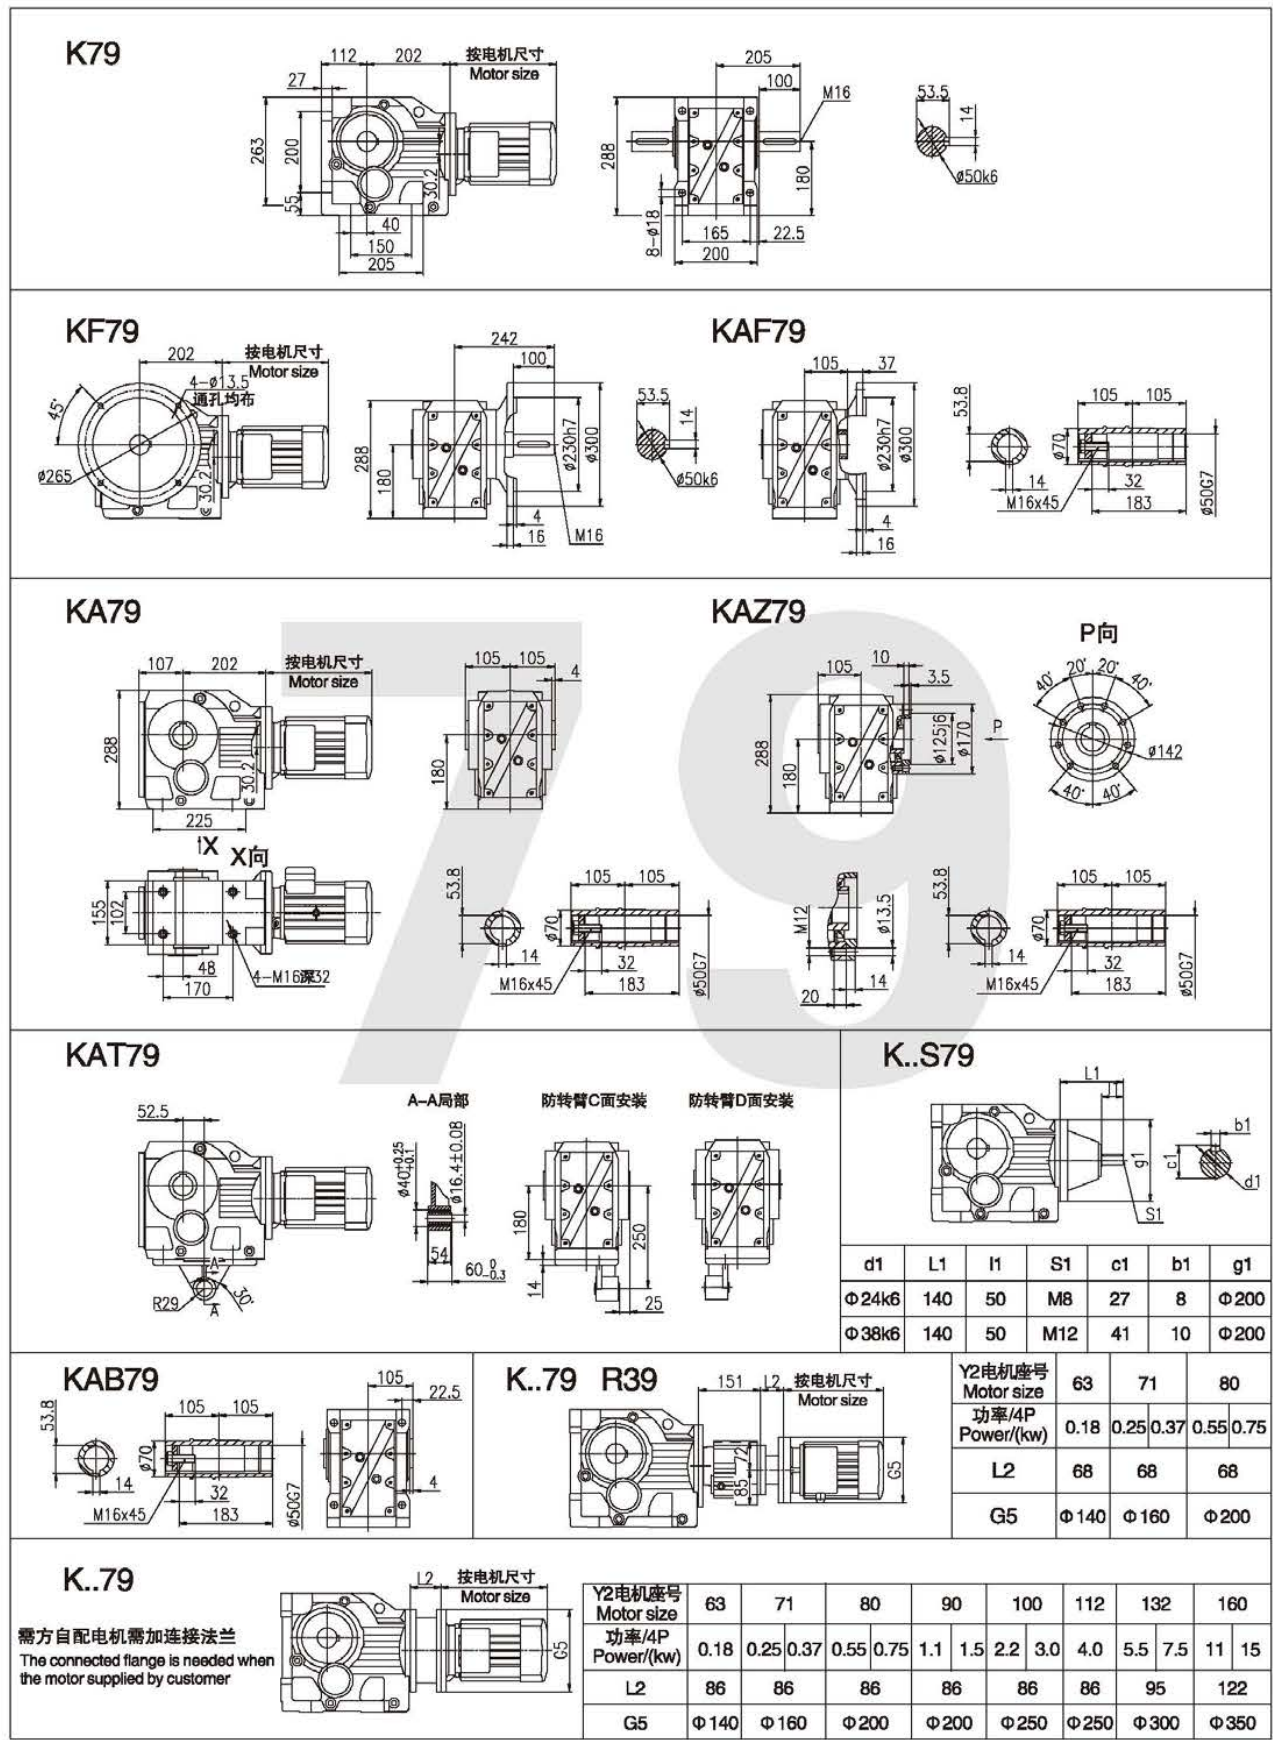 K79
112
202
按电机尺寸
Motor size
27
263
200
55
30.2
40
150
205
205
100
M16
288
180
8-ø18
165
22.5
200
53.5
14
ø50k6
KF79
202
按电机尺寸
Motor size
4-ø13.5
通孔均布
45°
ø265
30.2
242
100
288
180
ø230h7
ø300
4
16
M16
53.5
14
ø50k6
KAF79
105
37
ø230h7
ø300
4
16
53.8
14
105
105
ø70
M16x45
32
183
ø50G7
KA79
107
202
按电机尺寸
Motor size
288
30.2
225
↑X
X向
155
102
48
170
4-M16深32
105
105
4
180
53.8
14
105
105
ø70
M16x45
32
183
ø50G7
KAZ79
105
10
3.5
288
180
ø125j6
ø170
P
P向
40°
20°
20°
40°
ø142
40°
40°
M12
ø13.5
14
20
53.8
14
105
105
ø70
M16x45
32
183
ø50G7
79
KAT79
52.5
A
A
R29
30°
A-A局部
ø40+0.25 +0.1
ø16.4±0.08
54
60 0 -0.3
防转臂C面安装
180
14
250
25
防转臂D面安装
K..S79
L1
l1
g1
S1
b1
c1
d1
d1 L1 l1 S1 c1 b1 g1
Φ24k6 140 50 M8 27 8 Φ200
Φ38k6 140 50 M12 41 10 Φ200
KAB79
53.8
14
105
105
ø70
M16x45
32
183
ø50G7
105
22.5
4
K..79 R39
151
L2
按电机尺寸
Motor size
72
85
G5
Y2电机座号
Motor size 63 71 80
功率/4P
Power/(kw) 0.18 0.25 0.37 0.55 0.75
L2 68 68 68
G5 Φ140 Φ160 Φ200
K..79
需方自配电机需加连接法兰
The connected flange is needed when
the motor supplied by customer
L2
按电机尺寸
Motor size
G5
Y2电机座号
Motor size 63 71 80 90 100 112 132 160
功率/4P
Power/(kw) 0.18 0.25 0.37 0.55 0.75 1.1 1.5 2.2 3.0 4.0 5.5 7.5 11 15
L2 86 86 86 86 86 86 95 122
G5 Φ140 Φ160 Φ200 Φ200 Φ250 Φ250 Φ300 Φ350